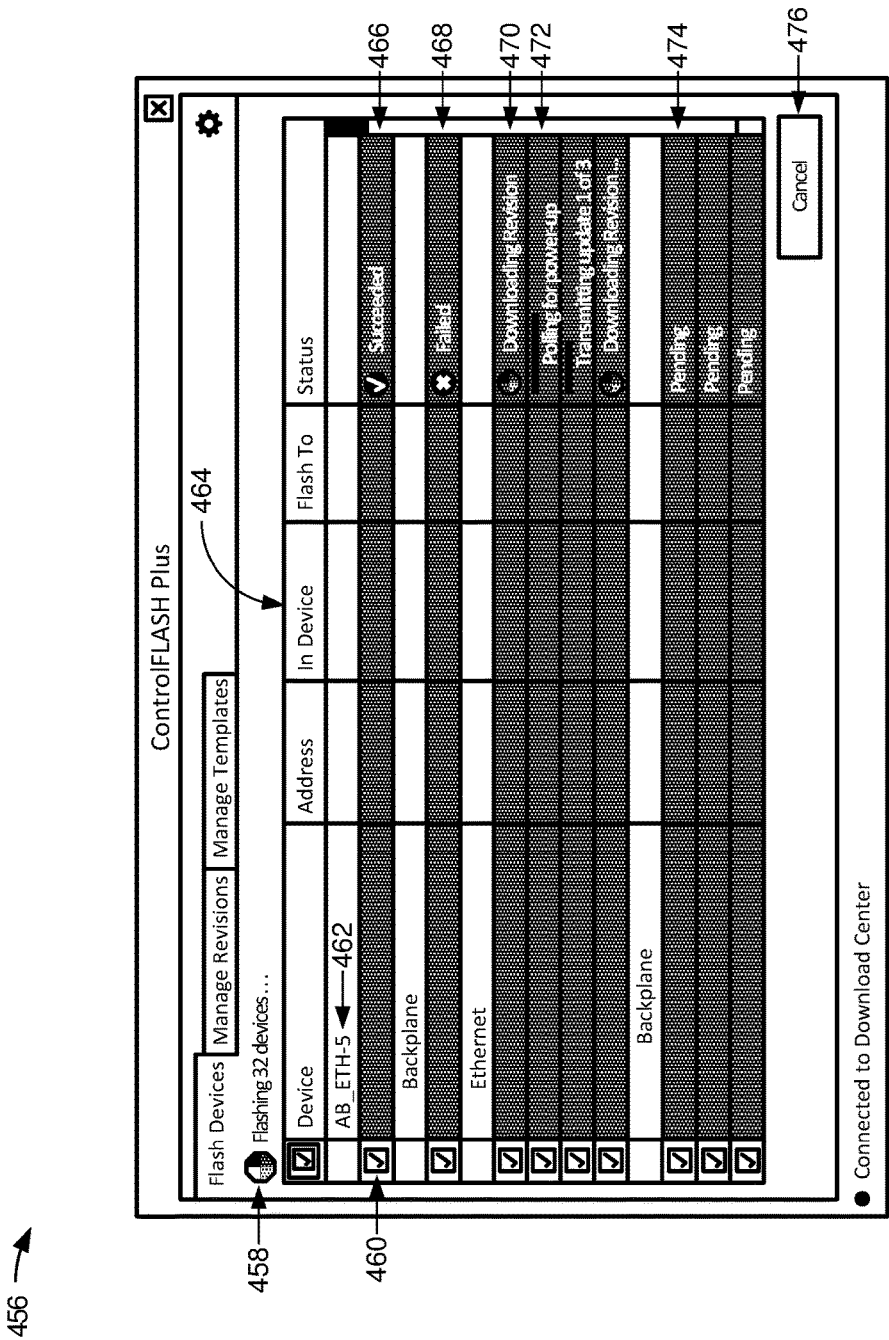 456
ControlFLASH Plus
Flash Devices Manage Revisions Manage Templates
464
458 Flashing 32 devices...
Device Address In Device Flash To Status
AB_ETH-5 462
460 Succeeded 466
Backplane
Failed 468
Ethernet
Downloading Revision 470
Polling for power-up 472
Transmitting update 1 of 3
Downloading Revision...
Backplane
Pending 474
Pending
Pending
Cancel 476
Connected to Download Center